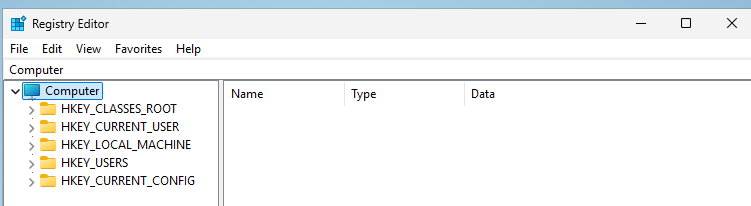 Registry Editor
File Edit View Favorites Help
Computer
Computer
HKEY_CLASSES_ROOT
HKEY_CURRENT_USER
HKEY_LOCAL_MACHINE
HKEY_USERS
HKEY_CURRENT_CONFIG
Name Type Data